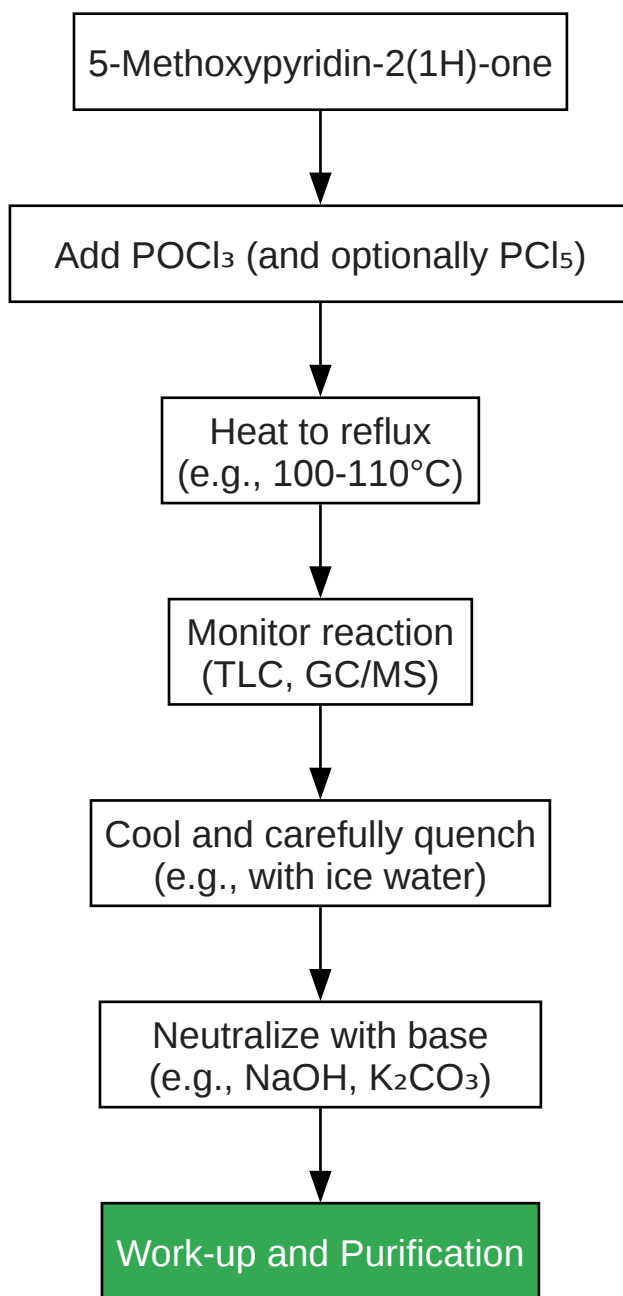 5-Methoxypyridin-2(1H)-one
Add POCl₃ (and optionally PCl₅)
Heat to reflux
(e.g., 100-110°C)
Monitor reaction
(TLC, GC/MS)
Cool and carefully quench
(e.g., with ice water)
Neutralize with base
(e.g., NaOH, K₂CO₃)
Work-up and Purification